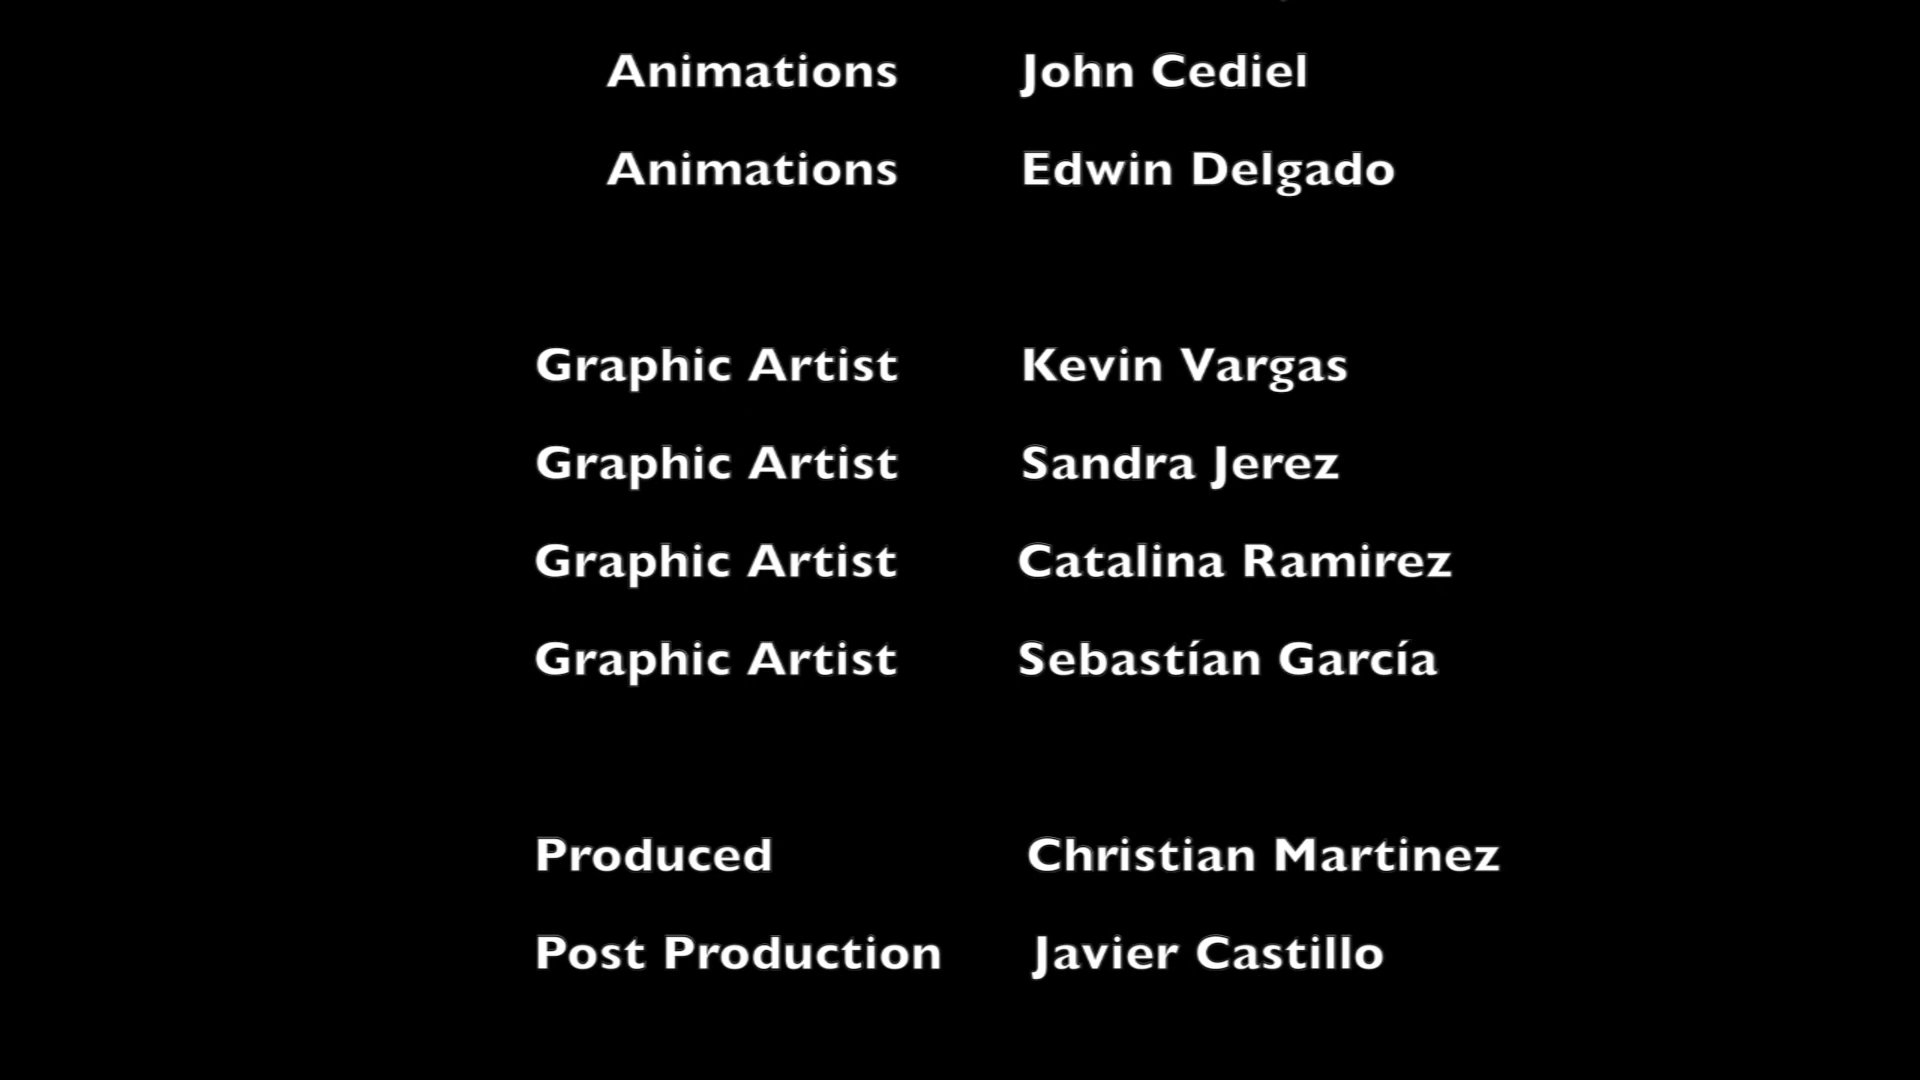 Animations John Cediel
Animations Edwin Delgado
Graphic Artist Kevin Vargas
Graphic Artist Sandra Jerez
Graphic Artist Catalina Ramirez
Graphic Artist Sebastían García
Produced Christian Martinez
Post Production Javier Castillo